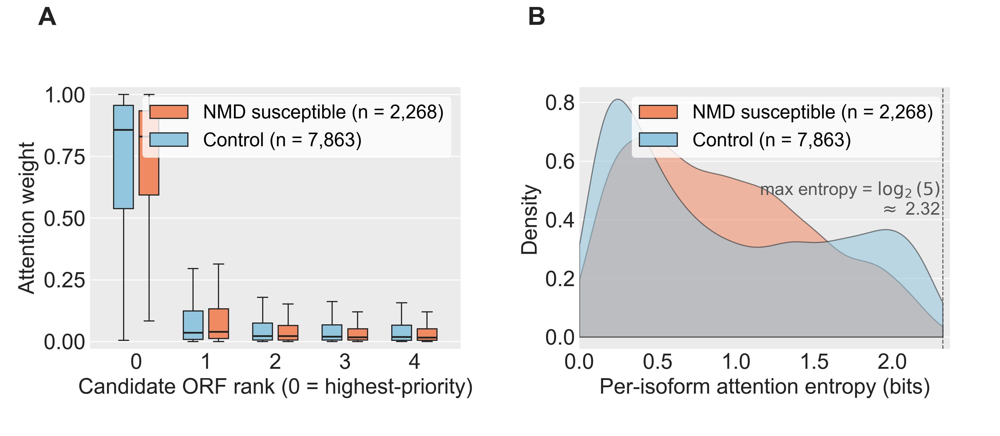 A
1.00
0.75
0.50
0.25
0.00
Attention weight
NMD susceptible (n = 2,268)
Control (n = 7,863)
0 1 2 3 4
Candidate ORF rank (0 = highest-priority)
B
0.8
0.6
0.4
0.2
0.0
Density
NMD susceptible (n = 2,268)
Control (n = 7,863)
max entropy = log₂ (5)
≈ 2.32
0.0 0.5 1.0 1.5 2.0
Per-isoform attention entropy (bits)